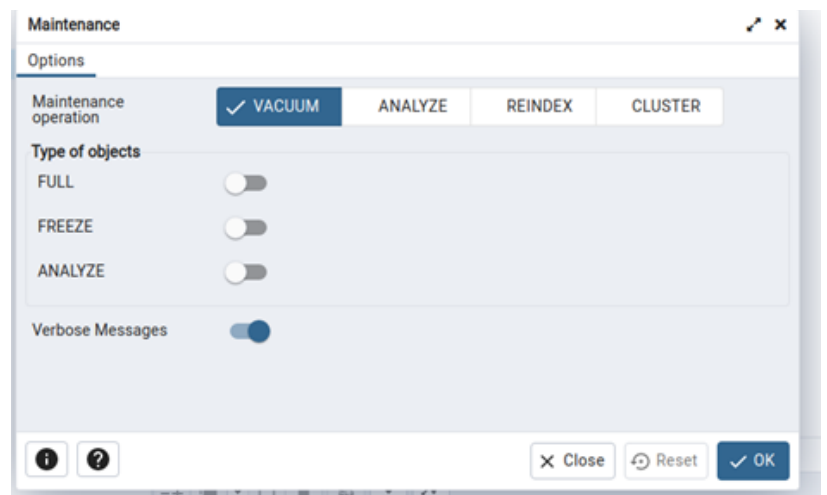 Maintenance
Options
Maintenance
operation
VACUUM ANALYZE REINDEX CLUSTER
Type of objects
FULL
FREEZE
ANALYZE
Verbose Messages
Close Reset OK